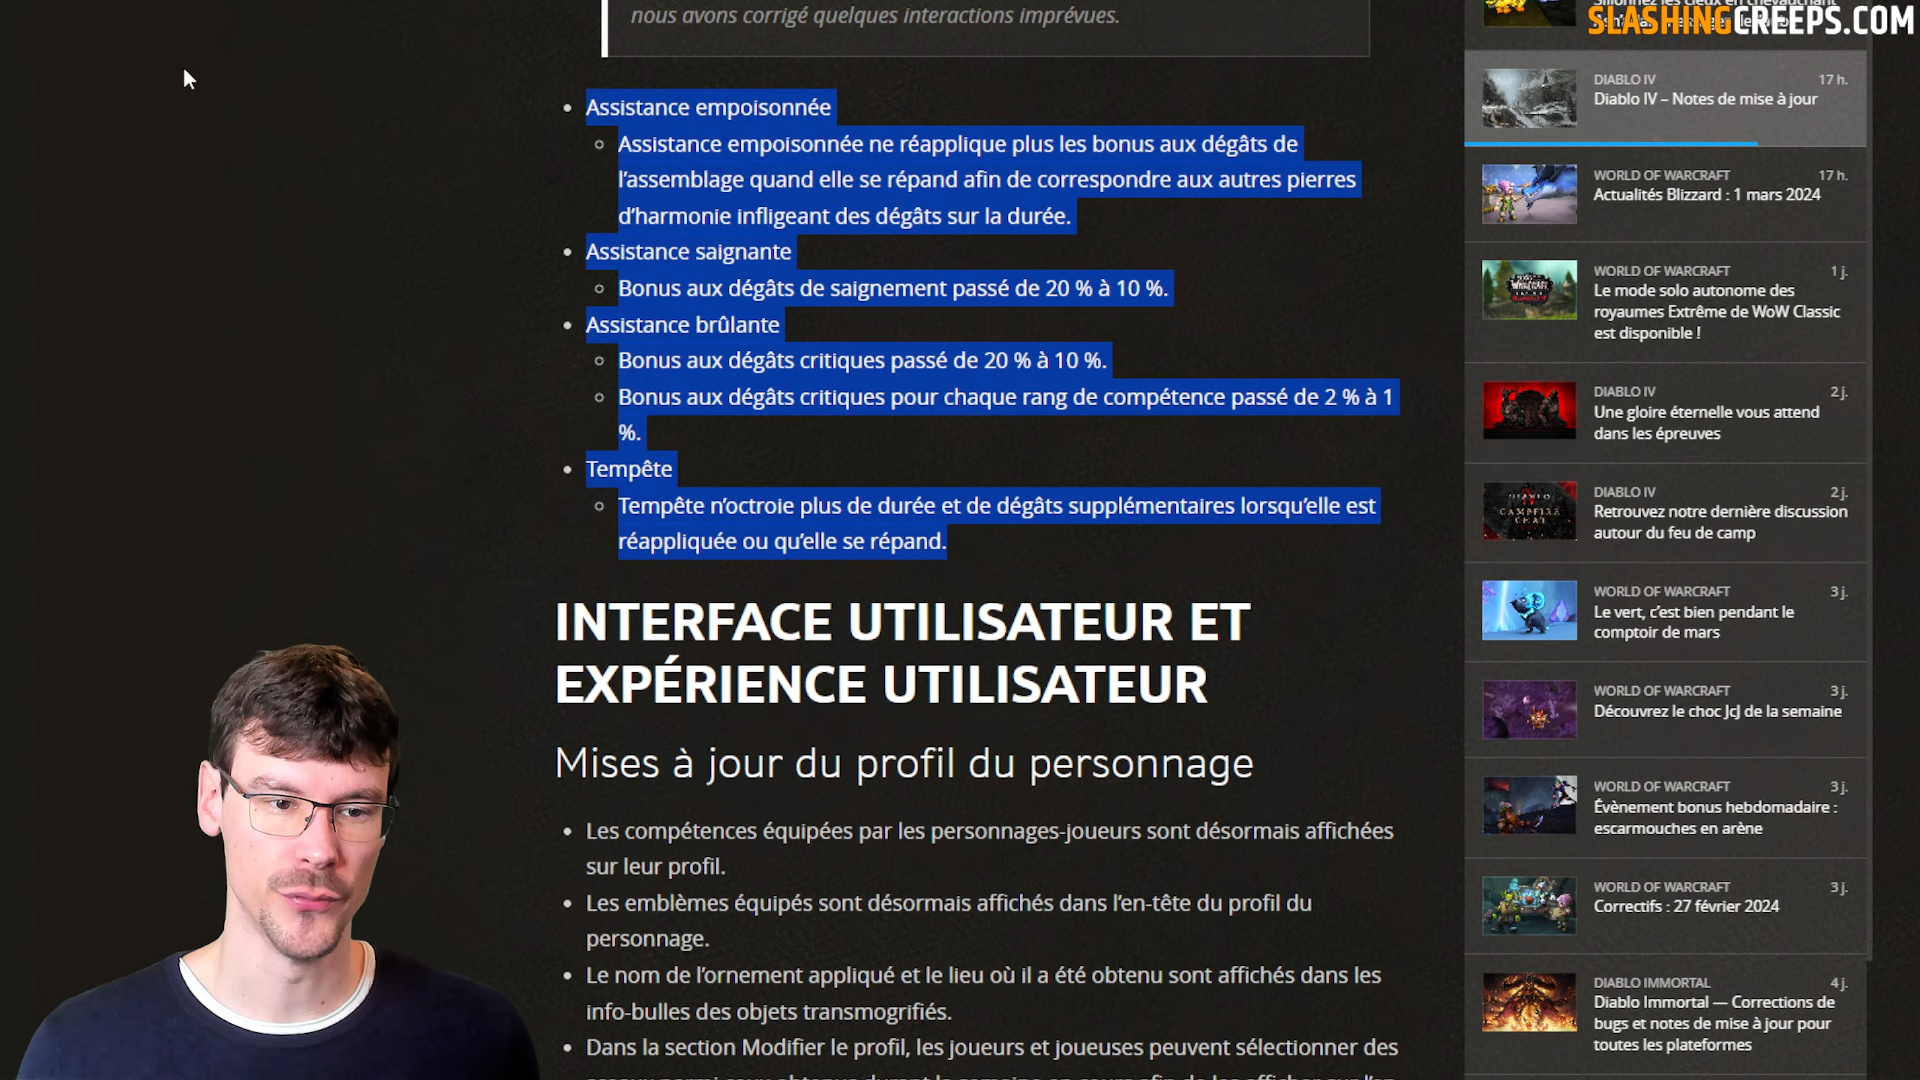 nous avons corrigé quelques interactions imprévues.
Assistance empoisonnée
Assistance empoisonnée ne réapplique plus les bonus aux dégâts de
l’assemblage quand elle se répand afin de correspondre aux autres pierres
d’harmonie infligeant des dégâts sur la durée.
Assistance saignante
Bonus aux dégâts de saignement passé de 20 % à 10 %.
Assistance brûlante
Bonus aux dégâts critiques passé de 20 % à 10 %.
Bonus aux dégâts critiques pour chaque rang de compétence passé de 2 % à 1
%.
Tempête
Tempête n’octroie plus de durée et de dégâts supplémentaires lorsqu’elle est
réappliquée ou qu’elle se répand.
INTERFACE UTILISATEUR ET
EXPÉRIENCE UTILISATEUR
Mises à jour du profil du personnage
Les compétences équipées par les personnages-joueurs sont désormais affichées
sur leur profil.
Les emblèmes équipés sont désormais affichés dans l’en-tête du profil du
personnage.
Le nom de l’ornement appliqué et le lieu où il a été obtenu sont affichés dans les
info-bulles des objets transmogrifiés.
Dans la section Modifier le profil, les joueurs et joueuses peuvent sélectionner des
SLASHINGCREEPS.COM
DIABLO IV 17 h.
Diablo IV – Notes de mise à jour
WORLD OF WARCRAFT 17 h.
Actualités Blizzard : 1 mars 2024
WORLD OF WARCRAFT 1 j.
Le mode solo autonome des
royaumes Extrême de WoW Classic
est disponible !
DIABLO IV 2 j.
Une gloire éternelle vous attend
dans les épreuves
DIABLO IV 2 j.
Retrouvez notre dernière discussion
autour du feu de camp
DIABLO
CAMPFIRE
CHAT
WORLD OF WARCRAFT 3 j.
Le vert, c’est bien pendant le
comptoir de mars
WORLD OF WARCRAFT 3 j.
Découvrez le choc JcJ de la semaine
WORLD OF WARCRAFT 3 j.
Évènement bonus hebdomadaire :
escarmouches en arène
WORLD OF WARCRAFT 3 j.
Correctifs : 27 février 2024
DIABLO IMMORTAL 4 j.
Diablo Immortal — Corrections de
bugs et notes de mise à jour pour
toutes les plateformes